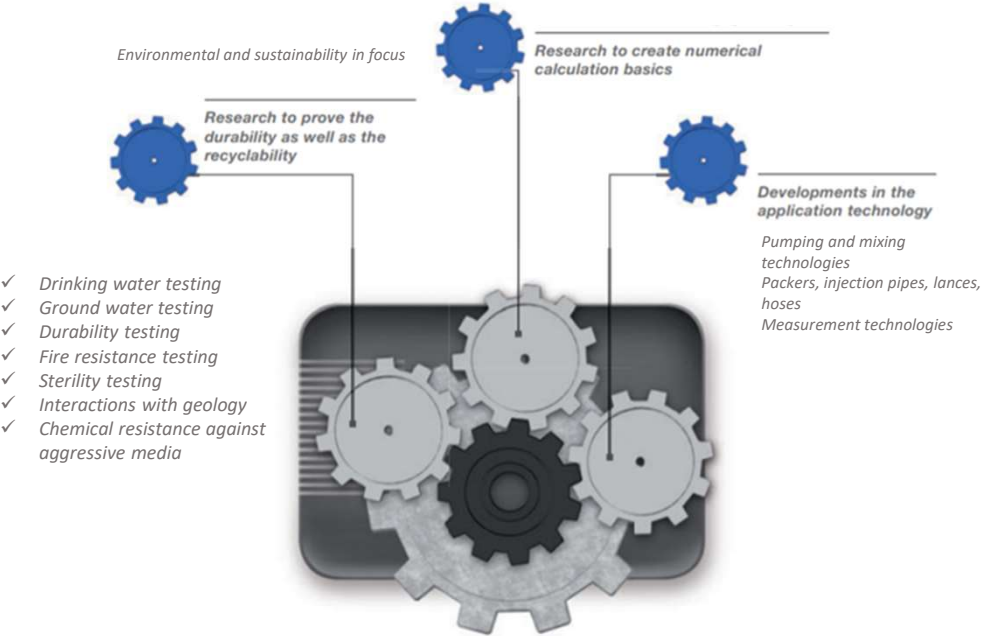 Environmental and sustainability in focus
Research to create numerical
calculation basics
Research to prove the
durability as well as the
recyclability
Developments in the
application technology
Pumping and mixing
technologies
Packers, injection pipes, lances,
hoses
Measurement technologies
✓ Drinking water testing
✓ Ground water testing
✓ Durability testing
✓ Fire resistance testing
✓ Sterility testing
✓ Interactions with geology
✓ Chemical resistance against
aggressive media